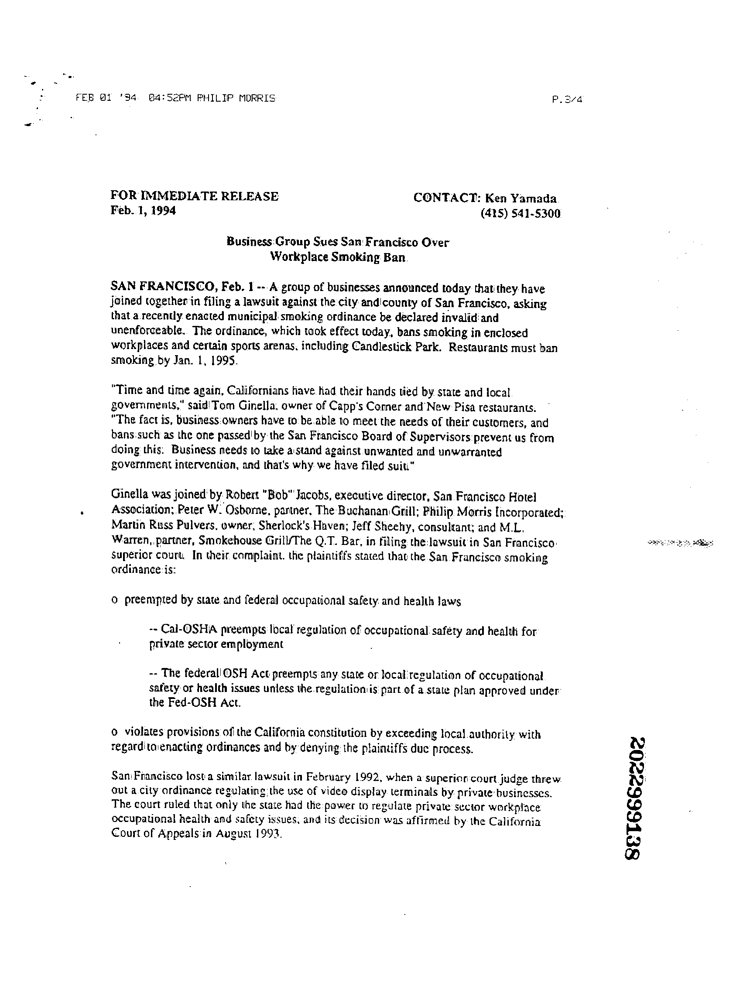 FEB 01 '94 04:52PM PHILIP MORRIS P.3/4
FOR IMMEDIATE RELEASE CONTACT: Ken Yamada
Feb. 1, 1994 (415) 541-5300
Business Group Sues San Francisco Over
Workplace Smoking Ban
SAN FRANCISCO, Feb. 1 -- A group of businesses announced today that they have
joined together in filing a lawsuit against the city and county of San Francisco, asking
that a recently enacted municipal smoking ordinance be declared invalid and
unenforceable. The ordinance, which took effect today, bans smoking in enclosed
workplaces and certain sports arenas, including Candlestick Park. Restaurants must ban
smoking by Jan. 1, 1995.
"Time and time again, Californians have had their hands tied by state and local
governments," said Tom Ginella, owner of Capp's Corner and New Pisa restaurants.
"The fact is, business owners have to be able to meet the needs of their customers, and
bans such as the one passed by the San Francisco Board of Supervisors prevent us from
doing this. Business needs to take a stand against unwanted and unwarranted
government intervention, and that's why we have filed suit."
Ginella was joined by Robert "Bob" Jacobs, executive director, San Francisco Hotel
Association; Peter W. Osborne, partner, The Buchanan Grill; Philip Morris Incorporated;
Martin Russ Pulvers, owner, Sherlock's Haven; Jeff Sheehy, consultant; and M.L.
Warren, partner, Smokehouse Grill/The Q.T. Bar, in filing the lawsuit in San Francisco
superior court. In their complaint, the plaintiffs stated that the San Francisco smoking
ordinance is:
o preempted by state and federal occupational safety and health laws
-- Cal-OSHA preempts local regulation of occupational safety and health for
private sector employment
-- The federal OSH Act preempts any state or local regulation of occupational
safety or health issues unless the regulation is part of a state plan approved under
the Fed-OSH Act.
o violates provisions of the California constitution by exceeding local authority with
regard to enacting ordinances and by denying the plaintiffs due process.
San Francisco lost a similar lawsuit in February 1992, when a superior court judge threw
out a city ordinance regulating the use of video display terminals by private businesses.
The court ruled that only the state had the power to regulate private sector workplace
occupational health and safety issues, and its decision was affirmed by the California
Court of Appeals in August 1993.
2022999138